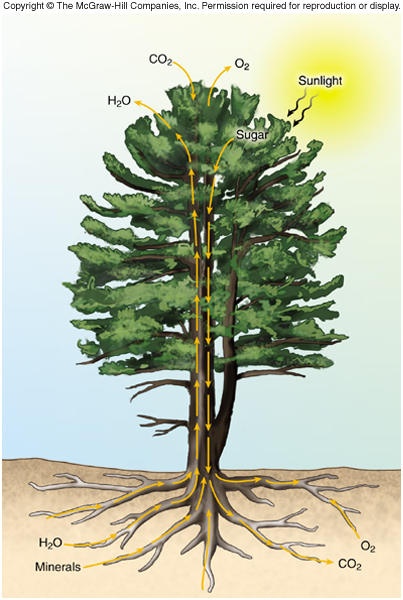 Copyright © The McGraw-Hill Companies, Inc. Permission required for reproduction or display.
CO₂
O₂
Sunlight
H₂O
Sugar
H₂O
O₂
Minerals
CO₂